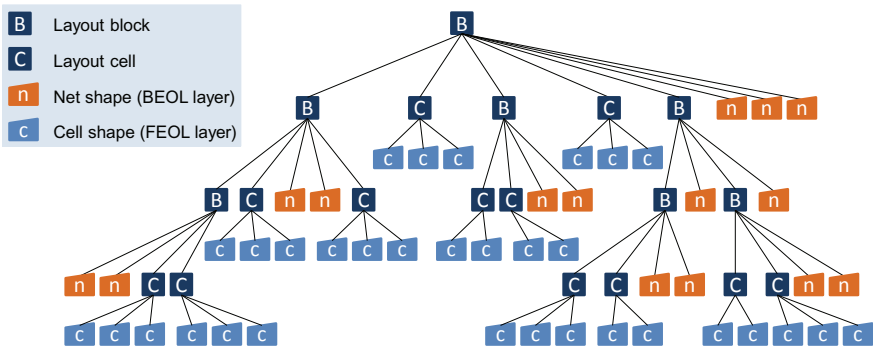 B Layout block
C Layout cell
n Net shape (BEOL layer)
c Cell shape (FEOL layer)
B
B C B C B n n n
c c c c c c
B C n n C C C n n B n B n
c c c c c c c c c c
n n C C C C n n C C n n
c c c c c c c c c c c c c c c c